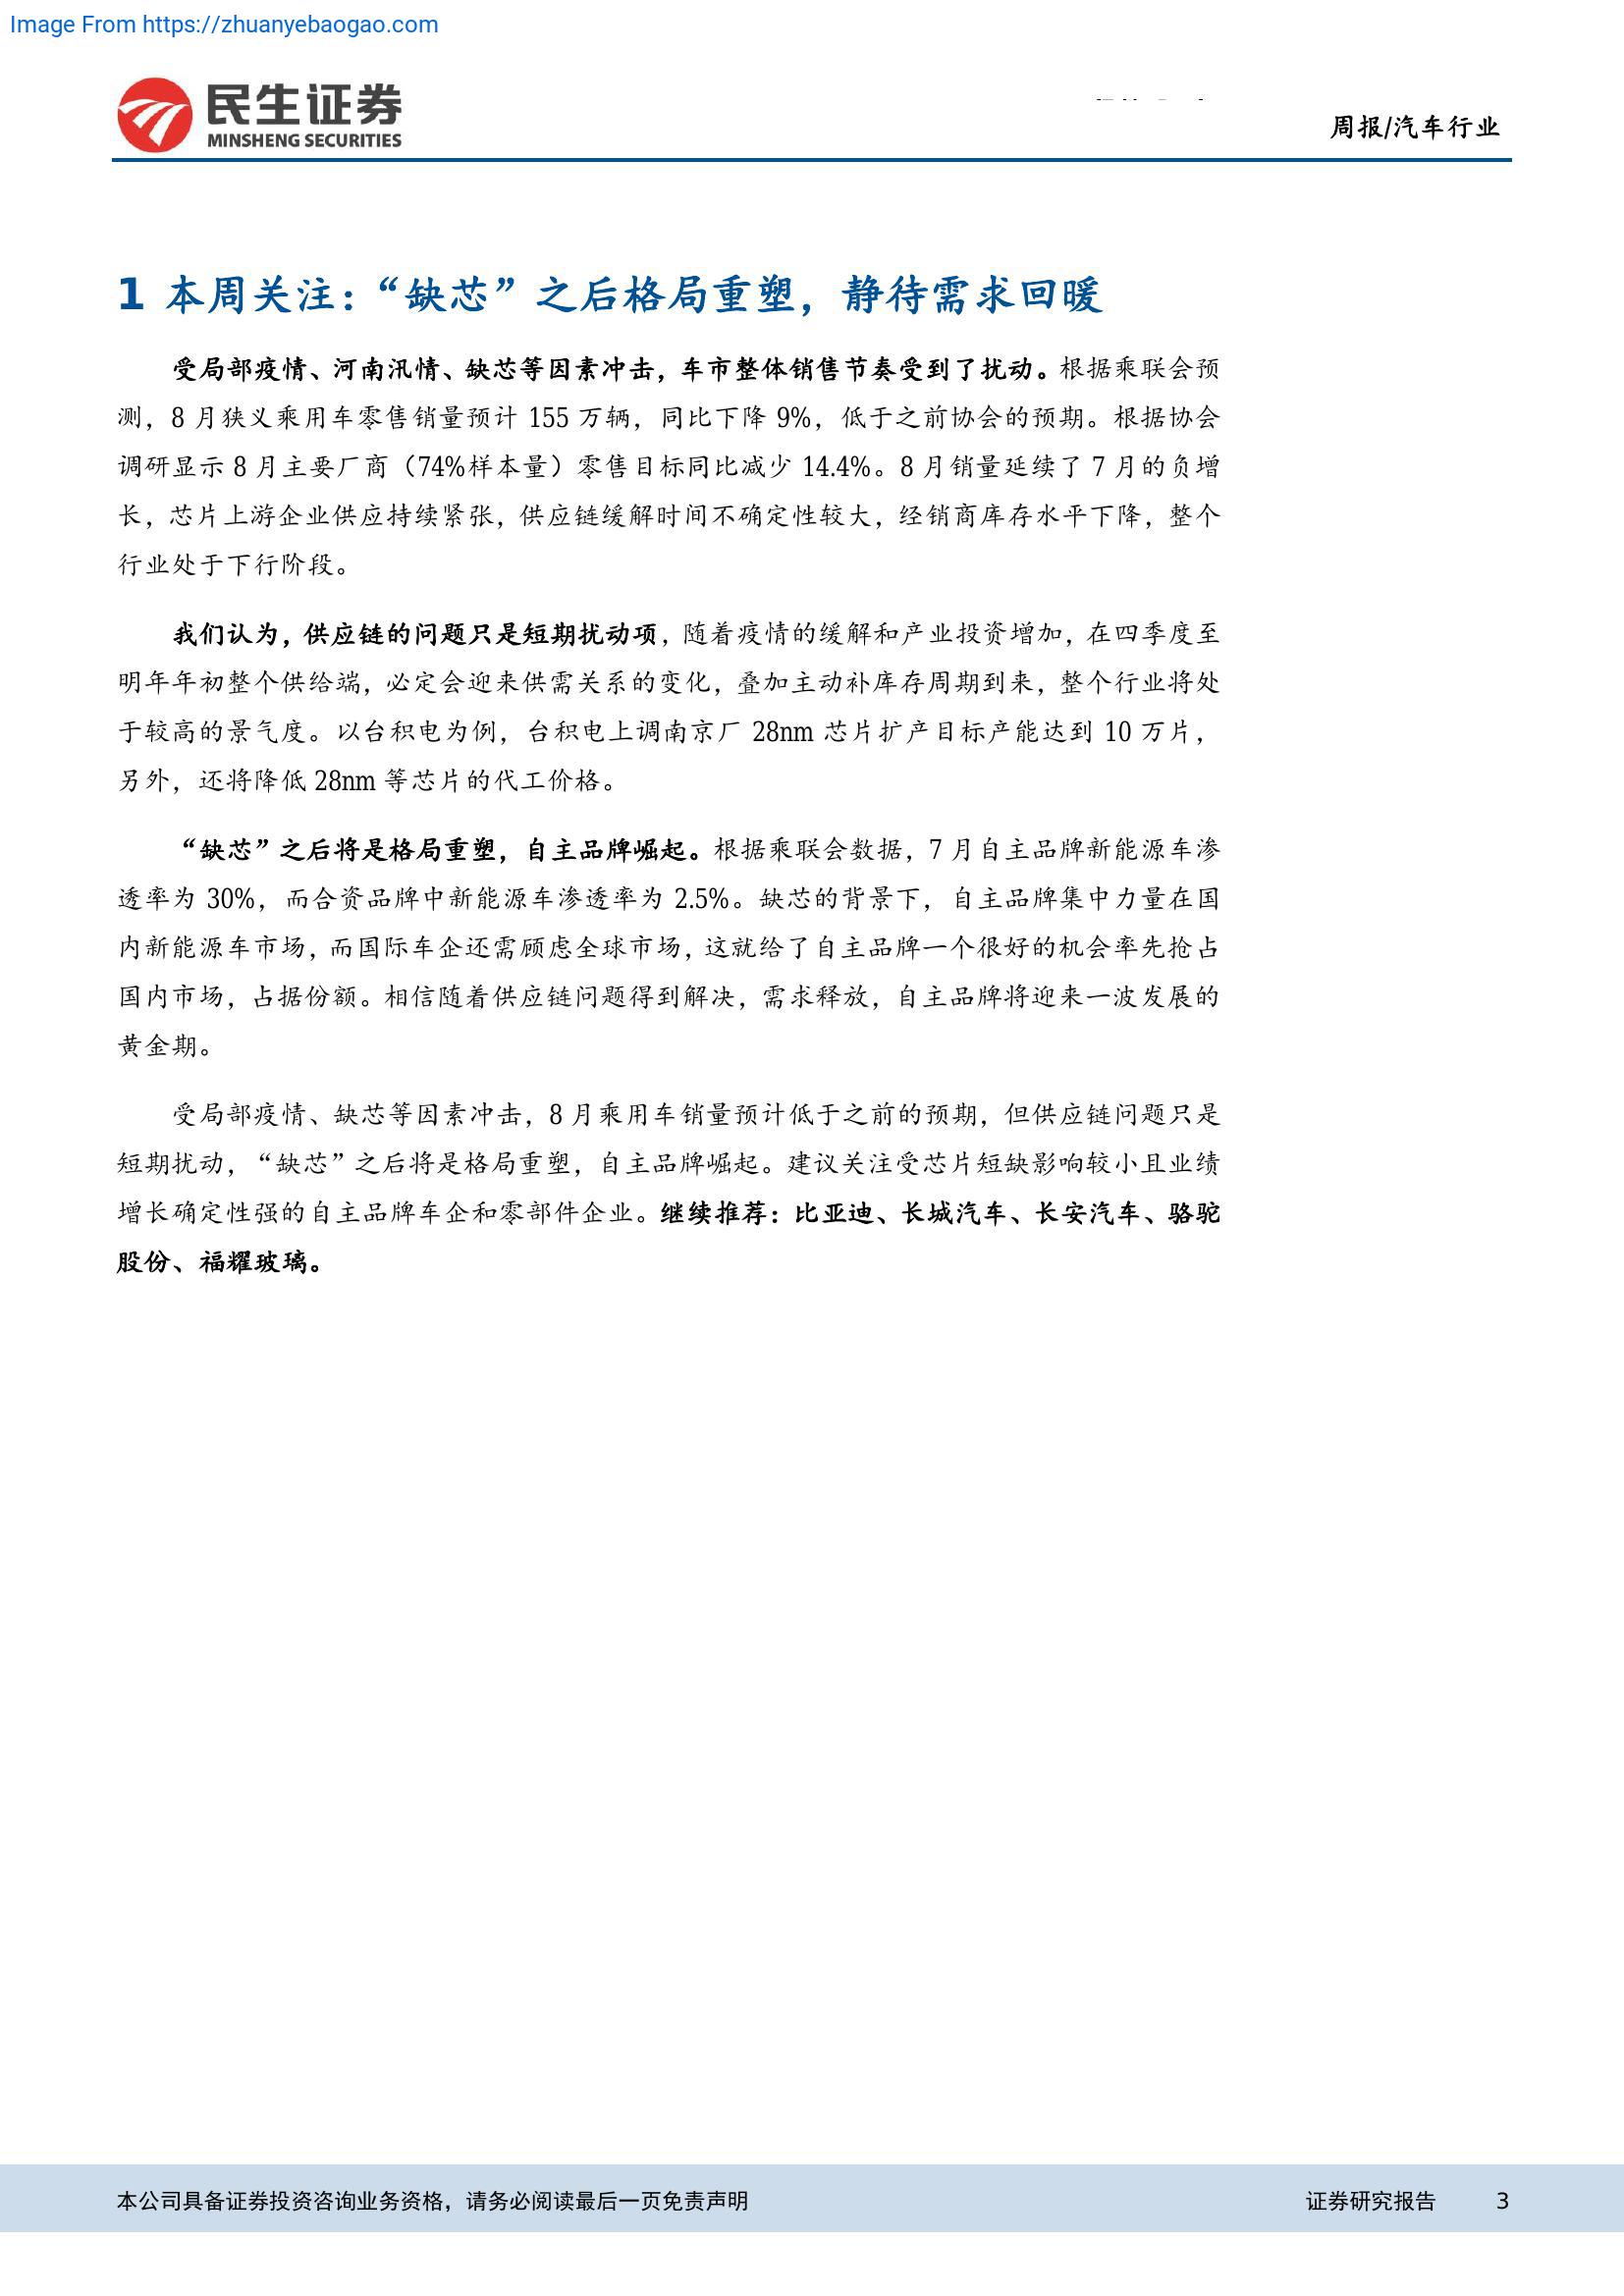 Image From https://zhuanyebaogao.com
民生证券
MINSHENG SECURITIES
周报/汽车行业
1 本周关注：“缺芯”之后格局重塑，静待需求回暖
受局部疫情、河南汛情、缺芯等因素冲击，车市整体销售节奏受到了扰动。根据乘联会预
测，8 月狭义乘用车零售销量预计 155 万辆，同比下降 9%，低于之前协会的预期。根据协会
调研显示 8 月主要厂商（74%样本量）零售目标同比减少 14.4%。8 月销量延续了 7 月的负增
长，芯片上游企业供应持续紧张，供应链缓解时间不确定性较大，经销商库存水平下降，整个
行业处于下行阶段。
我们认为，供应链的问题只是短期扰动项，随着疫情的缓解和产业投资增加，在四季度至
明年年初整个供给端，必定会迎来供需关系的变化，叠加主动补库存周期到来，整个行业将处
于较高的景气度。以台积电为例，台积电上调南京厂 28nm 芯片扩产目标产能达到 10 万片，
另外，还将降低 28nm 等芯片的代工价格。
“缺芯”之后将是格局重塑，自主品牌崛起。根据乘联会数据，7 月自主品牌新能源车渗
透率为 30%，而合资品牌中新能源车渗透率为 2.5%。缺芯的背景下，自主品牌集中力量在国
内新能源车市场，而国际车企还需顾虑全球市场，这就给了自主品牌一个很好的机会率先抢占
国内市场，占据份额。相信随着供应链问题得到解决，需求释放，自主品牌将迎来一波发展的
黄金期。
受局部疫情、缺芯等因素冲击，8 月乘用车销量预计低于之前的预期，但供应链问题只是
短期扰动，“缺芯”之后将是格局重塑，自主品牌崛起。建议关注受芯片短缺影响较小且业绩
增长确定性强的自主品牌车企和零部件企业。继续推荐：比亚迪、长城汽车、长安汽车、骆驼
股份、福耀玻璃。
本公司具备证券投资咨询业务资格，请务必阅读最后一页免责声明 证券研究报告 3